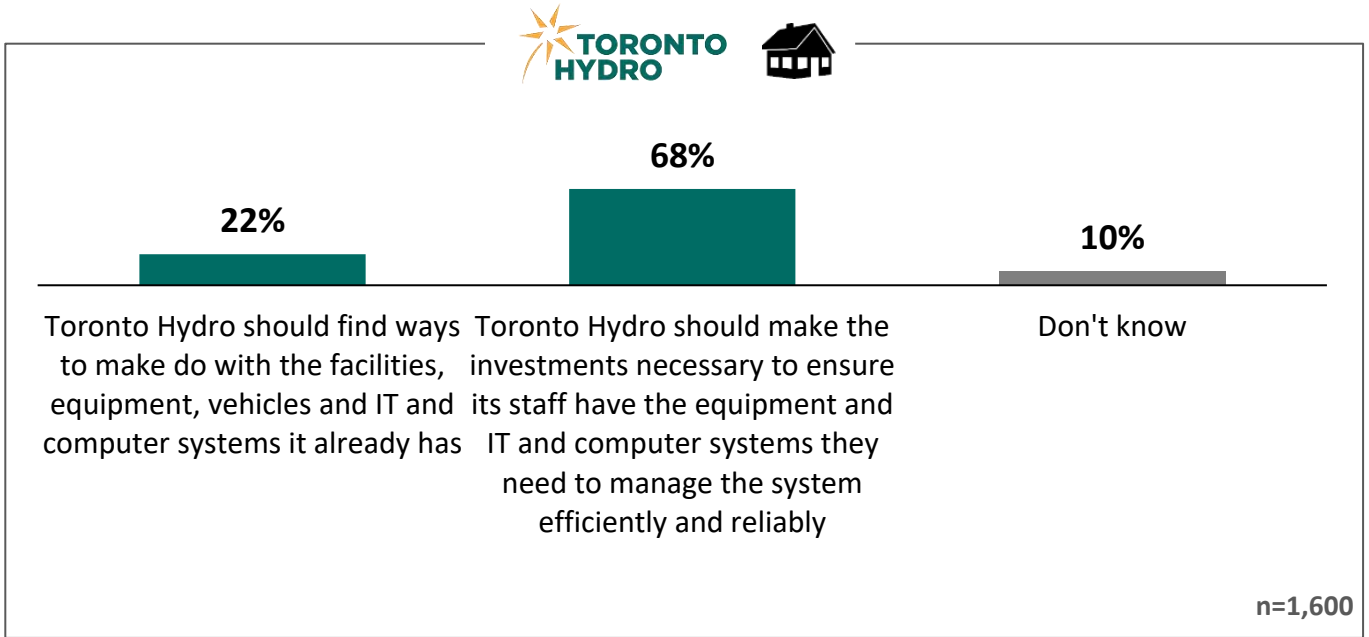 TORONTO
HYDRO
68%
22%
10%
Toronto Hydro should find ways
to make do with the facilities,
equipment, vehicles and IT and
computer systems it already has
Toronto Hydro should make the
investments necessary to ensure
its staff have the equipment and
IT and computer systems they
need to manage the system
efficiently and reliably
Don't know
n=1,600